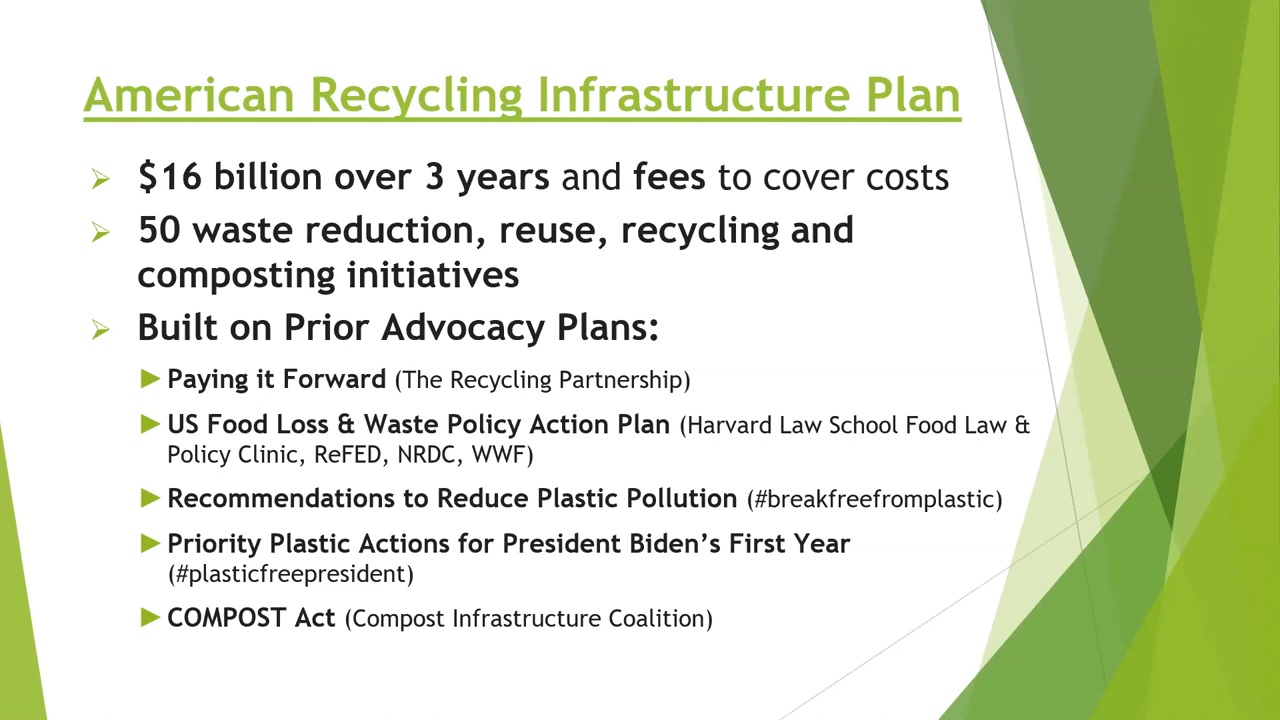 American Recycling Infrastructure Plan
$16 billion over 3 years and fees to cover costs
50 waste reduction, reuse, recycling and
composting initiatives
Built on Prior Advocacy Plans:
Paying it Forward (The Recycling Partnership)
US Food Loss & Waste Policy Action Plan (Harvard Law School Food Law &
Policy Clinic, ReFED, NRDC, WWF)
Recommendations to Reduce Plastic Pollution (#breakfreefromplastic)
Priority Plastic Actions for President Biden’s First Year
(#plasticfreepresident)
COMPOST Act (Compost Infrastructure Coalition)